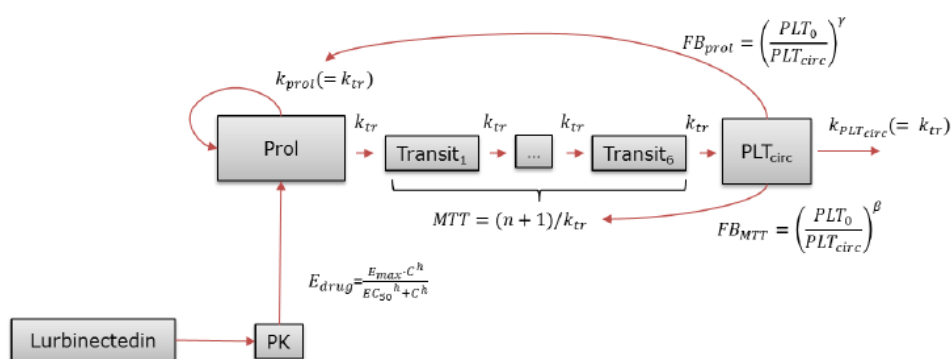 FB_prol = (PLT_0 / PLT_circ)^γ
k_prol(= k_tr)
k_tr k_tr k_tr k_tr k_PLTcirc(= k_tr)
Prol Transit_1 ... Transit_6 PLT_circ
MTT = (n + 1)/k_tr
FB_MTT = (PLT_0 / PLT_circ)^β
E_drug = E_max·C^h / EC_50^h + C^h
Lurbinectedin PK